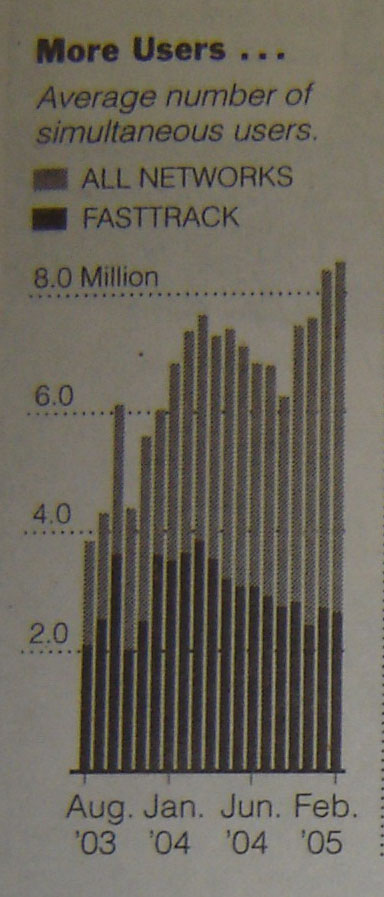 More Users ...
Average number of
simultaneous users.
ALL NETWORKS
FASTTRACK
8.0 Million
6.0
4.0
2.0
Aug. Jan. Jun. Feb.
'03 '04 '04 '05